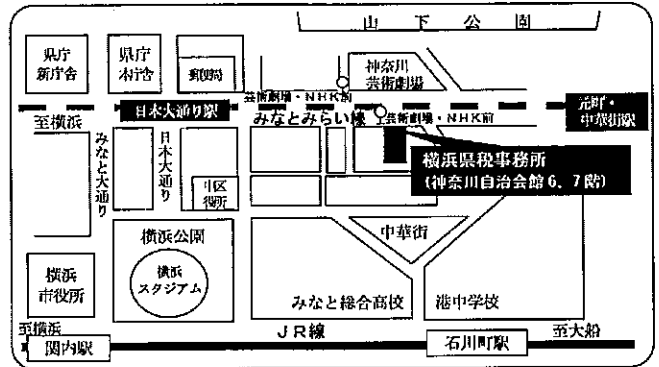 山下公園
県庁
新庁舎
県庁
本庁舎
郵便局
神奈川
芸術劇場
芸術劇場・NHK前
日本大通り駅
元町・
中華街駅
至横浜
みなとみらい線
芸術劇場・NHK前
みなと大通り
日本大通り
中区
役所
横浜県税事務所
(神奈川自治会館6、7階)
横浜公園
中華街
横浜
市役所
横浜
スタジアム
みなと総合高校
港中学校
至横浜
JR線
至大船
関内駅
石川町駅